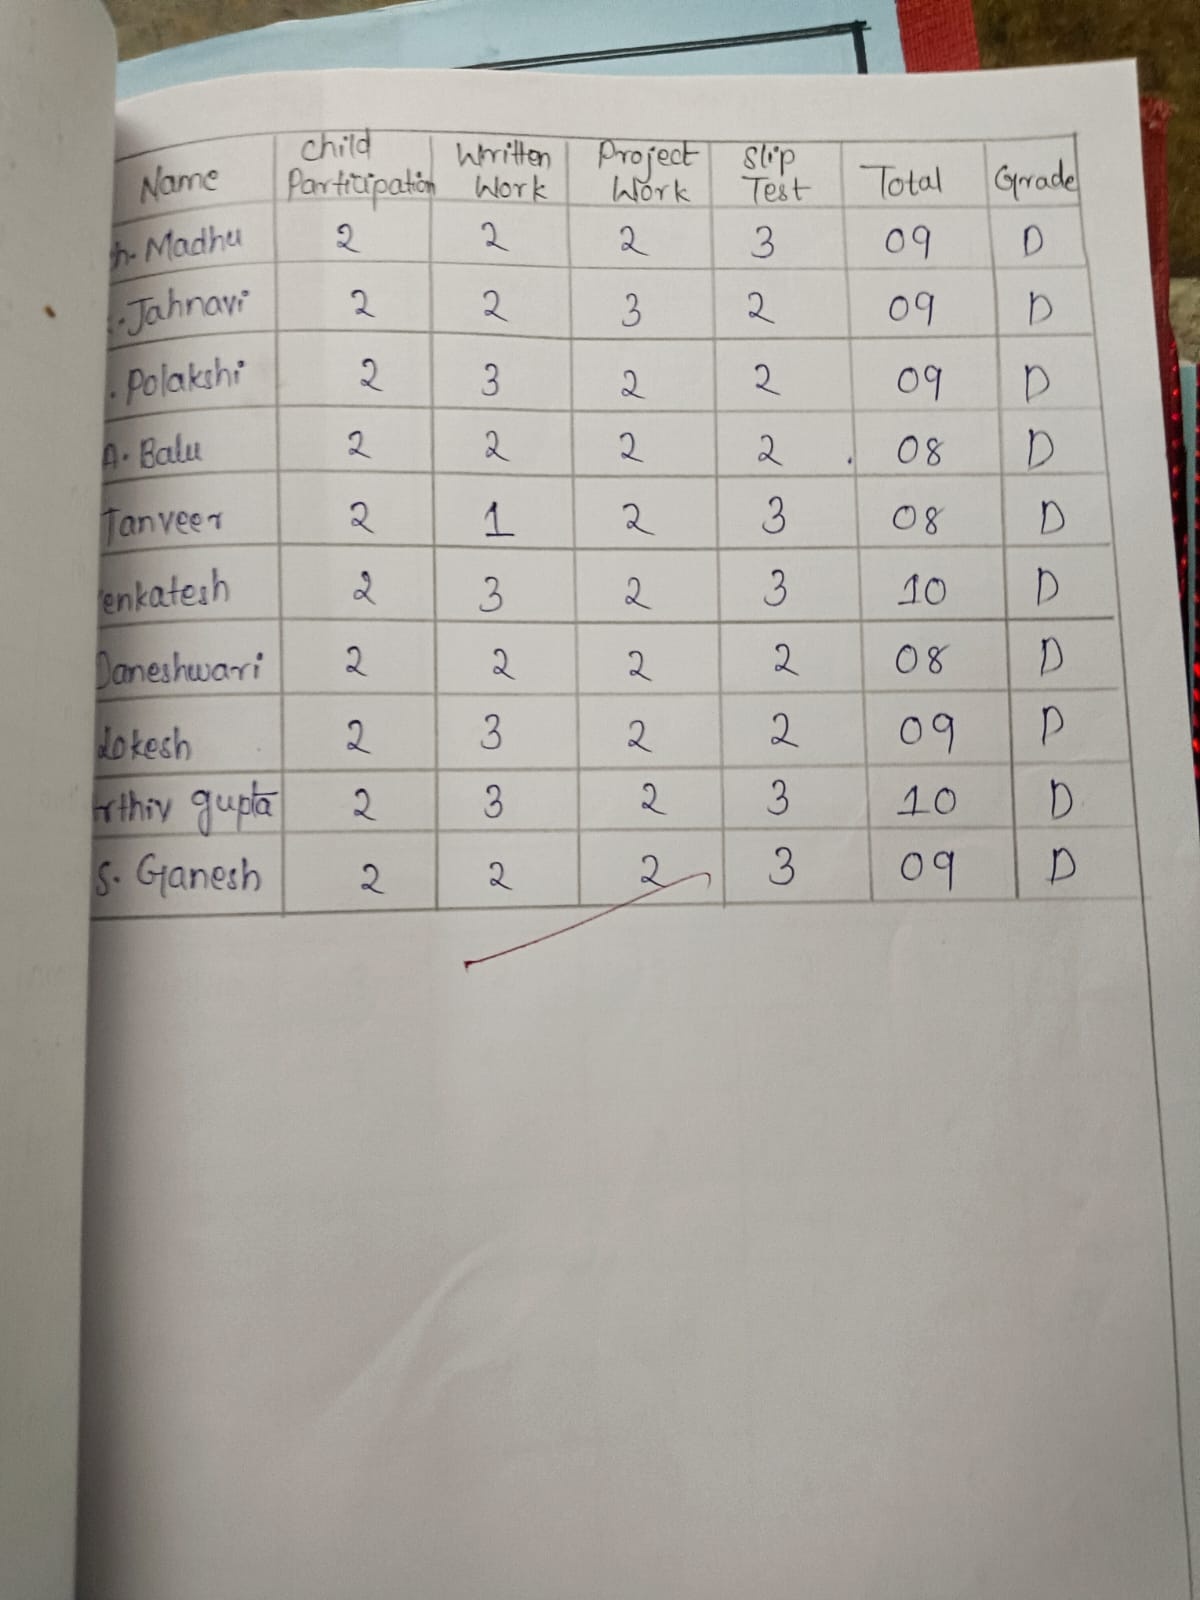 Name Child Participation Written Work Project Work Slip Test Total Grade
h. Madhu 2 2 2 3 09 D
. Jahnavi 2 2 3 2 09 D
. Polakshi 2 3 2 2 09 D
A. Balu 2 2 2 2 08 D
Tanveer 2 1 2 3 08 D
enkatesh 2 3 2 3 10 D
Daneshwari 2 2 2 2 08 D
Lokesh 2 3 2 2 09 D
rthiv gupta 2 3 2 3 10 D
S. Ganesh 2 2 2 3 09 D